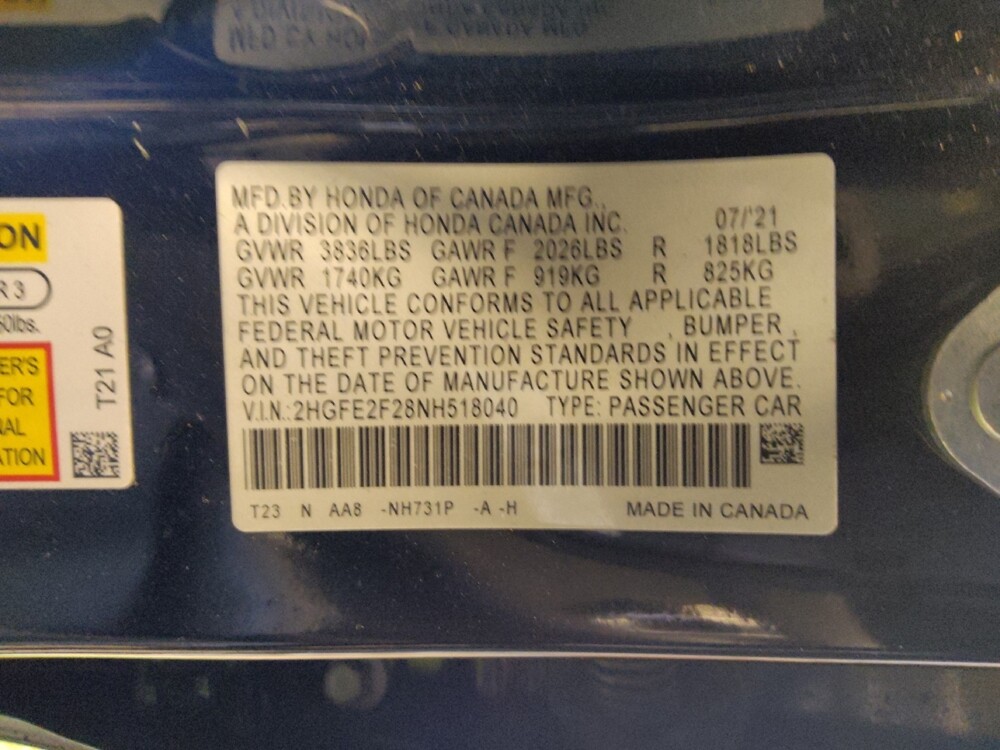 MFD.BY HONDA OF CANADA MFG.,
A DIVISION OF HONDA CANADA INC. 07/'21
GVWR 3836LBS GAWR F 2026LBS R 1818LBS
GVWR 1740KG GAWR F 919KG R 825KG
THIS VEHICLE CONFORMS TO ALL APPLICABLE
FEDERAL MOTOR VEHICLE SAFETY , BUMPER ,
AND THEFT PREVENTION STANDARDS IN EFFECT
ON THE DATE OF MANUFACTURE SHOWN ABOVE.
V.I.N.:2HGFE2F28NH518040 TYPE: PASSENGER CAR
T23 N AA8 -NH731P -A -H MADE IN CANADA
ON
R 3
lbs.
ER'S
FOR
NAL
ATION
T21 A0